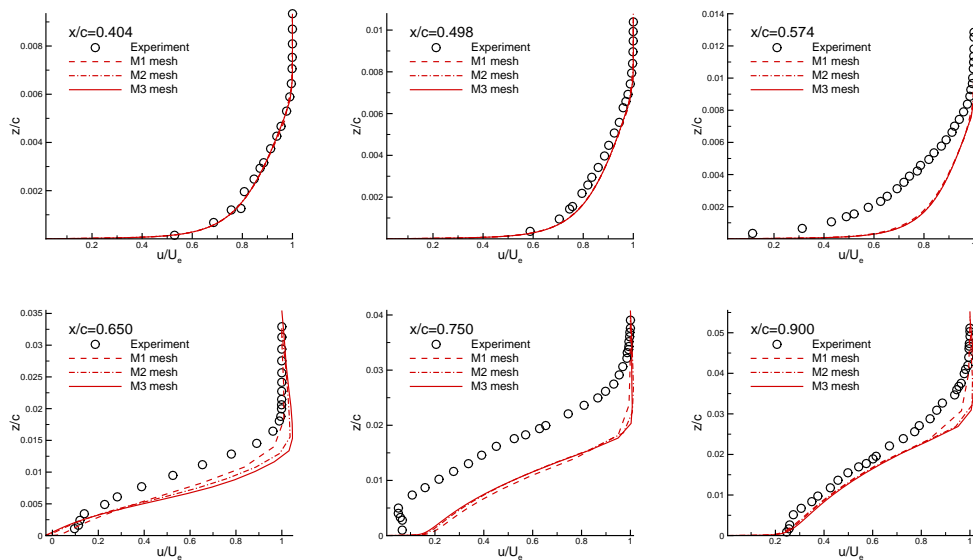 x/c=0.404
Experiment
M1 mesh
M2 mesh
M3 mesh
z/c
0.008
0.006
0.004
0.002
0.2 0.4 0.6 0.8 1
u/Ue
x/c=0.498
Experiment
M1 mesh
M2 mesh
M3 mesh
z/c
0.01
0.008
0.006
0.004
0.002
0.2 0.4 0.6 0.8 1
u/Ue
x/c=0.574
Experiment
M1 mesh
M2 mesh
M3 mesh
z/c
0.014
0.012
0.01
0.008
0.006
0.004
0.002
0.2 0.4 0.6 0.8 1
u/Ue
x/c=0.650
Experiment
M1 mesh
M2 mesh
M3 mesh
z/c
0.035
0.03
0.025
0.02
0.015
0.01
0.005
0
0 0.2 0.4 0.6 0.8 1
u/Ue
x/c=0.750
Experiment
M1 mesh
M2 mesh
M3 mesh
z/c
0.04
0.03
0.02
0.01
0
0.2 0.4 0.6 0.8 1
u/Ue
x/c=0.900
Experiment
M1 mesh
M2 mesh
M3 mesh
z/c
0.05
0.04
0.03
0.02
0.01
0
0.2 0.4 0.6 0.8 1
u/Ue